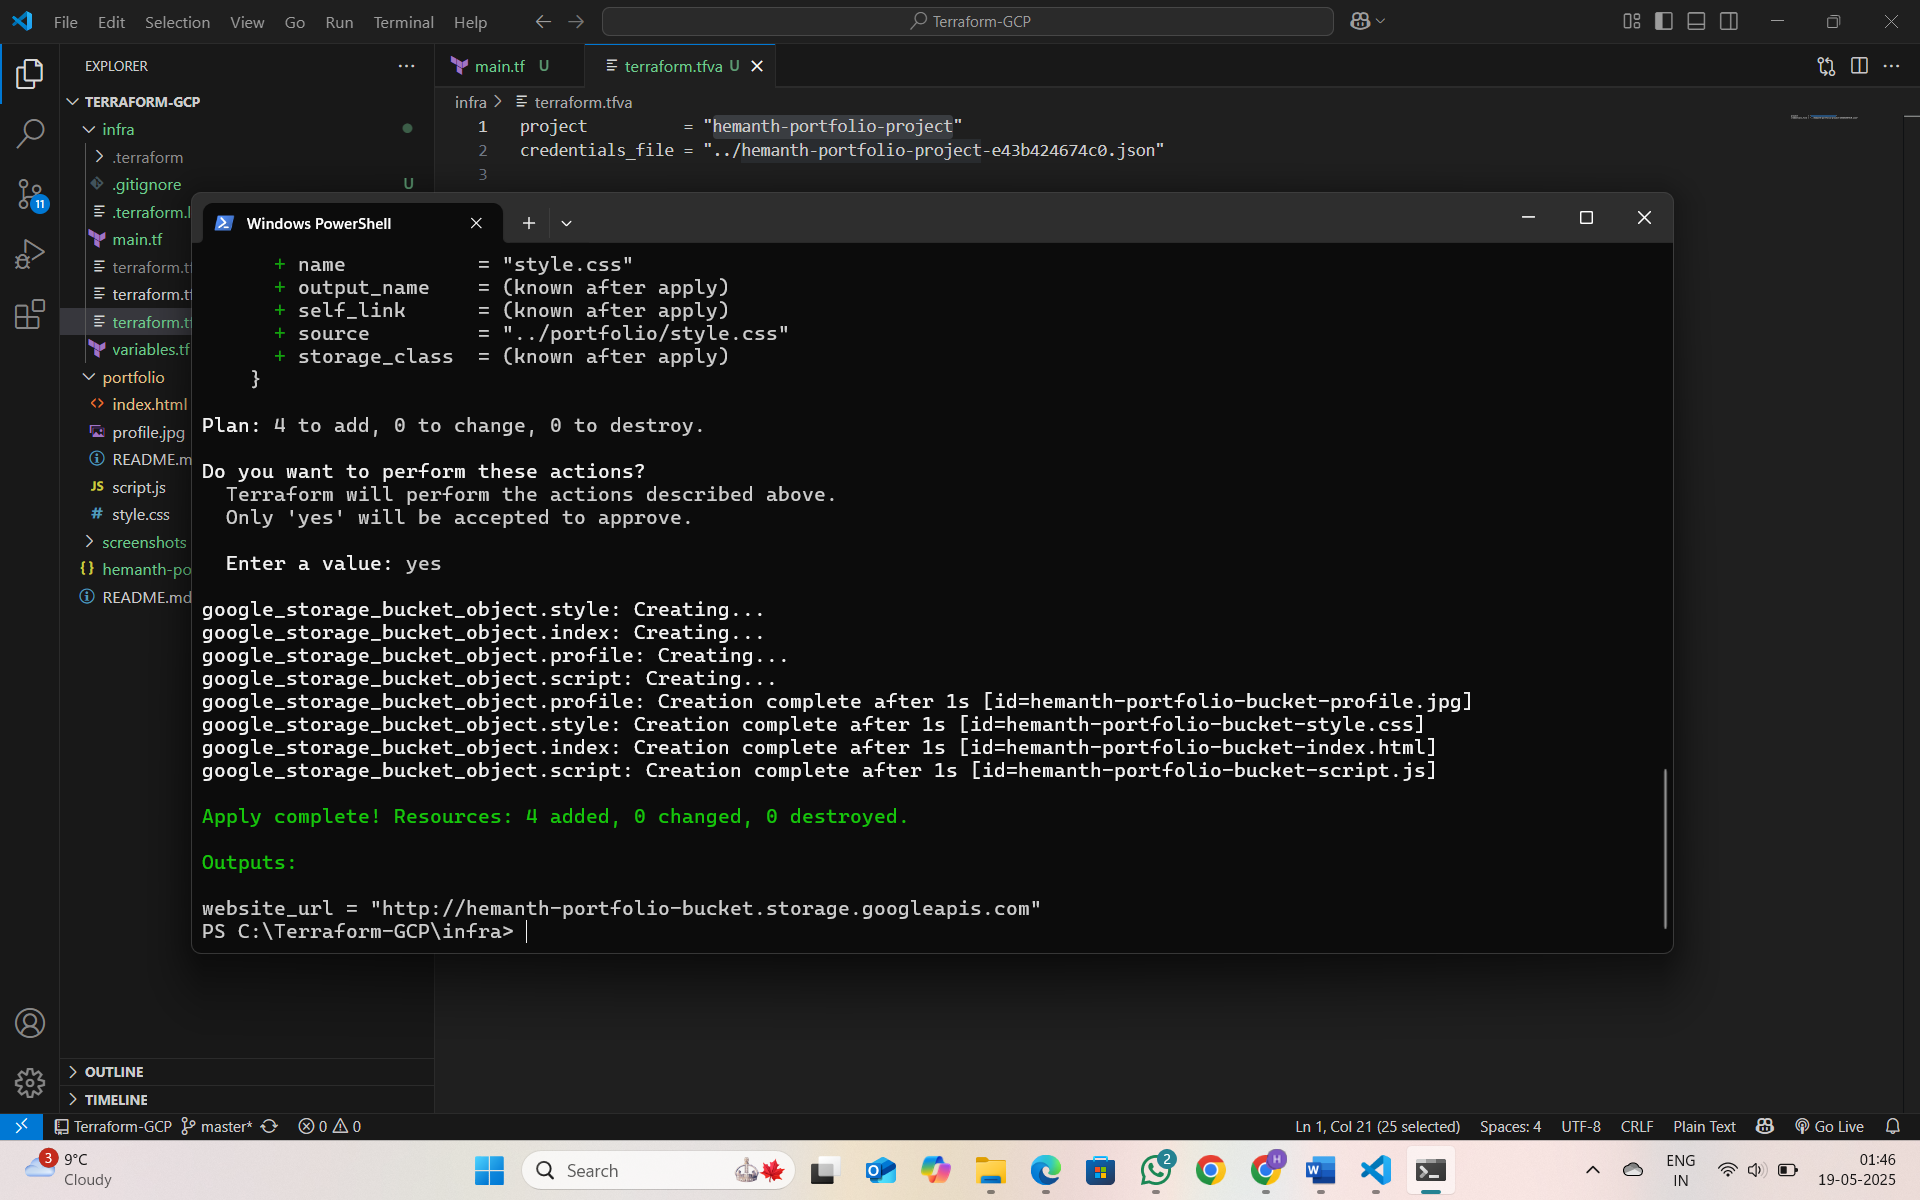 File Edit Selection View Go Run Terminal Help
Terraform-GCP
EXPLORER
main.tf U
terraform.tfva U
TERRAFORM-GCP
infra
.terraform
.gitignore U
.terraform.l
main.tf
terraform.tf
terraform.tf
terraform.tf
variables.tf
portfolio
index.html
profile.jpg
README.m
JS script.js
# style.css
screenshots
{} hemanth-po
README.md
OUTLINE
TIMELINE
11
infra > terraform.tfva
1 project = "hemanth-portfolio-project"
2 credentials_file = "../hemanth-portfolio-project-e43b424674c0.json"
3
Windows PowerShell
+ name = "style.css"
+ output_name = (known after apply)
+ self_link = (known after apply)
+ source = "../portfolio/style.css"
+ storage_class = (known after apply)
}
Plan: 4 to add, 0 to change, 0 to destroy.
Do you want to perform these actions?
Terraform will perform the actions described above.
Only 'yes' will be accepted to approve.
Enter a value: yes
google_storage_bucket_object.style: Creating...
google_storage_bucket_object.index: Creating...
google_storage_bucket_object.profile: Creating...
google_storage_bucket_object.script: Creating...
google_storage_bucket_object.profile: Creation complete after 1s [id=hemanth-portfolio-bucket-profile.jpg]
google_storage_bucket_object.style: Creation complete after 1s [id=hemanth-portfolio-bucket-style.css]
google_storage_bucket_object.index: Creation complete after 1s [id=hemanth-portfolio-bucket-index.html]
google_storage_bucket_object.script: Creation complete after 1s [id=hemanth-portfolio-bucket-script.js]
Apply complete! Resources: 4 added, 0 changed, 0 destroyed.
Outputs:
website_url = "http://hemanth-portfolio-bucket.storage.googleapis.com"
PS C:\Terraform-GCP\infra>
Terraform-GCP master* 0 0
Ln 1, Col 21 (25 selected) Spaces: 4 UTF-8 CRLF Plain Text Go Live
3
9°C
Cloudy
Search
2
H
ENG
IN
01:46
19-05-2025